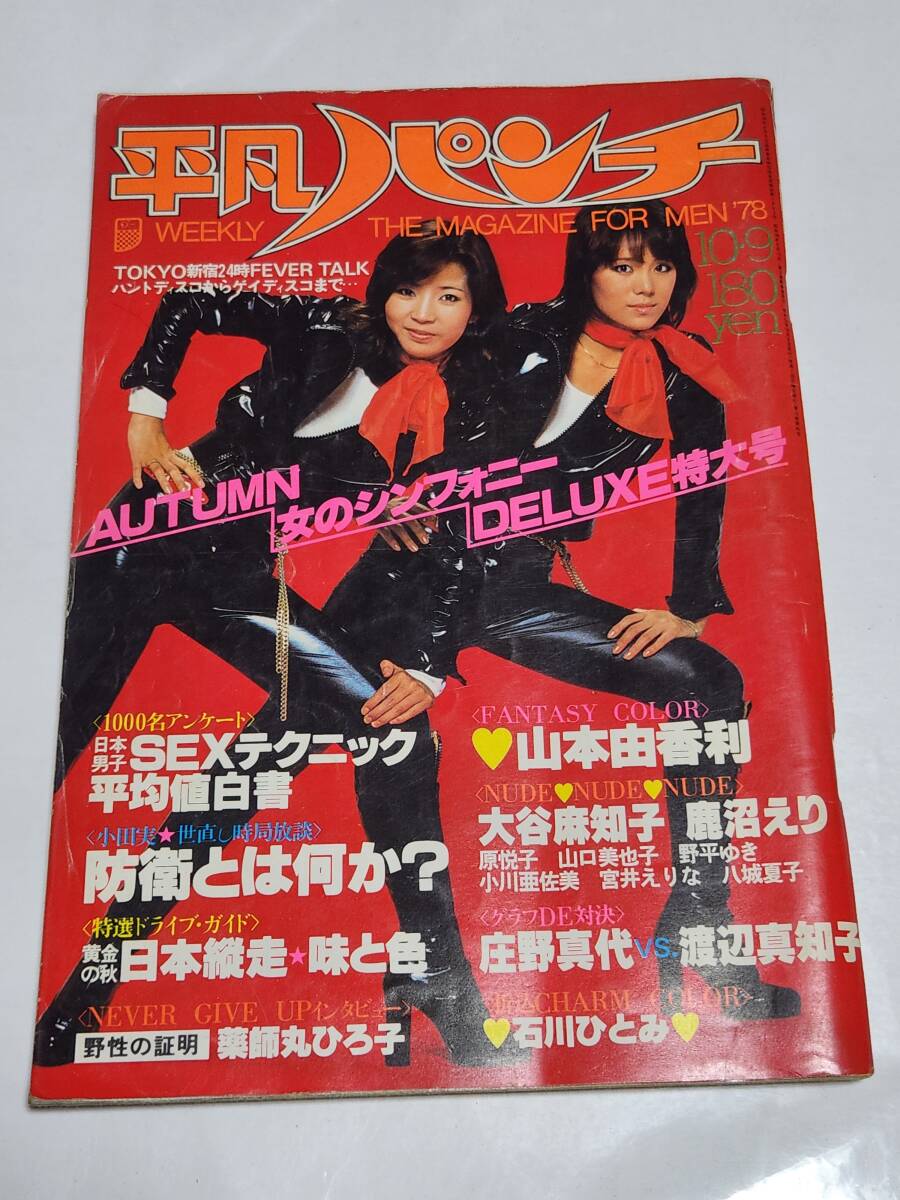 平凡パンチ
WEEKLY THE MAGAZINE FOR MEN '78
10・9
180
yen
TOKYO新宿24時FEVER TALK
ハントディスコからゲイディスコまで…
AUTUMN
女のシンフォニー
DELUXE特大号
〈1000名アンケート〉
日本男子SEXテクニック
平均値白書
〈小田実★世直し時局放談〉
防衛とは何か?
〈特選ドライブ・ガイド〉
黄金の秋 日本縦走★味と色
〈NEVER GIVE UPインタビュー〉
野性の証明 薬師丸ひろ子
〈FANTASY COLOR〉
♥山本由香利
〈NUDE♥NUDE♥NUDE〉
大谷麻知子 鹿沼えり
原悦子 山口美也子 野平ゆき
小川亜佐美 宮井えりな 八城夏子
〈グラフDE対決〉
庄野真代vs.渡辺真知子
CHARM COLOR〉
♥石川ひとみ♥